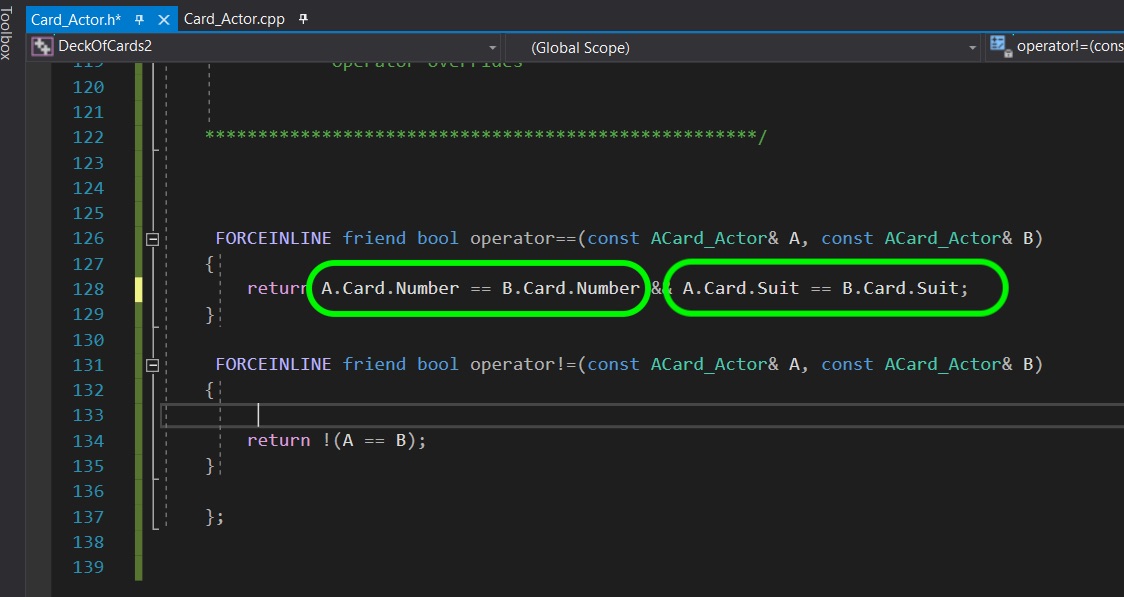 Toolbox
Card_Actor.h* Card_Actor.cpp
DeckOfCards2 (Global Scope) operator!=(cons
119 operator overrides
120
121
122 ****************************************************/
123
124
125
126 FORCEINLINE friend bool operator==(const ACard_Actor& A, const ACard_Actor& B)
127 {
128 return A.Card.Number == B.Card.Number && A.Card.Suit == B.Card.Suit;
129 }
130
131 FORCEINLINE friend bool operator!=(const ACard_Actor& A, const ACard_Actor& B)
132 {
133
134 return !(A == B);
135 }
136
137 };
138
139